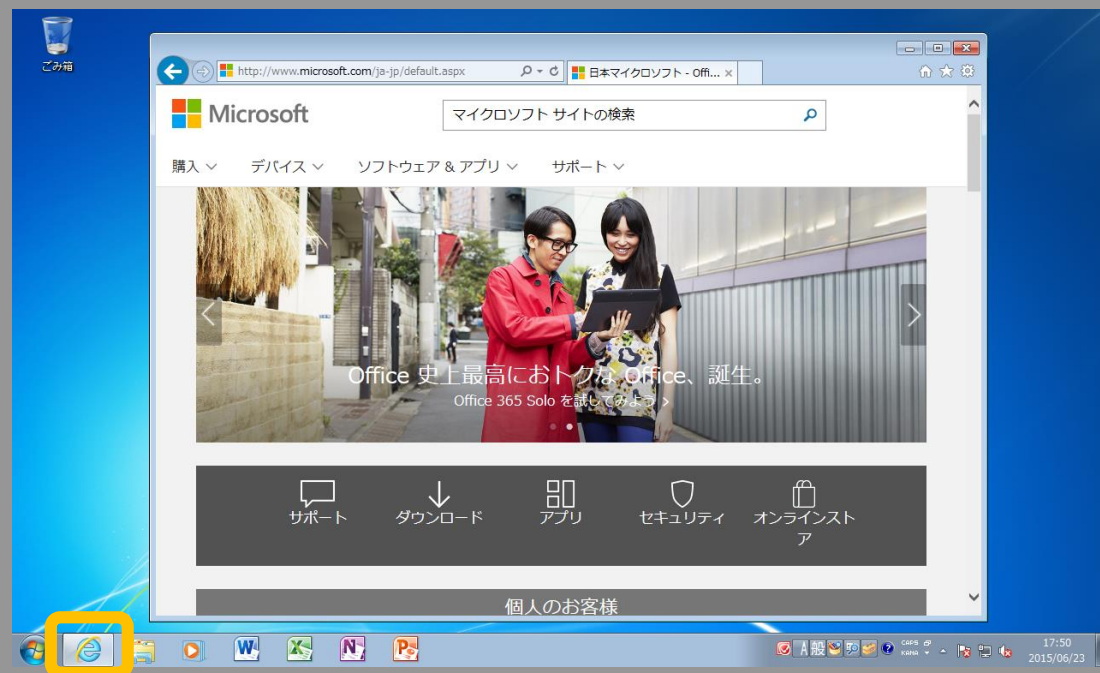 ごみ箱
http://www.microsoft.com/ja-jp/default.aspx
日本マイクロソフト - Offi...
Microsoft
マイクロソフト サイトの検索
購入
デバイス
ソフトウェア & アプリ
サポート
Office 史上最高におトクな Office、誕生。
Office 365 Solo を試してみよう >
サポート
ダウンロード
アプリ
セキュリティ
オンラインスト
ア
個人のお客様
A 般
CAPS
KANA
17:50
2015/06/23